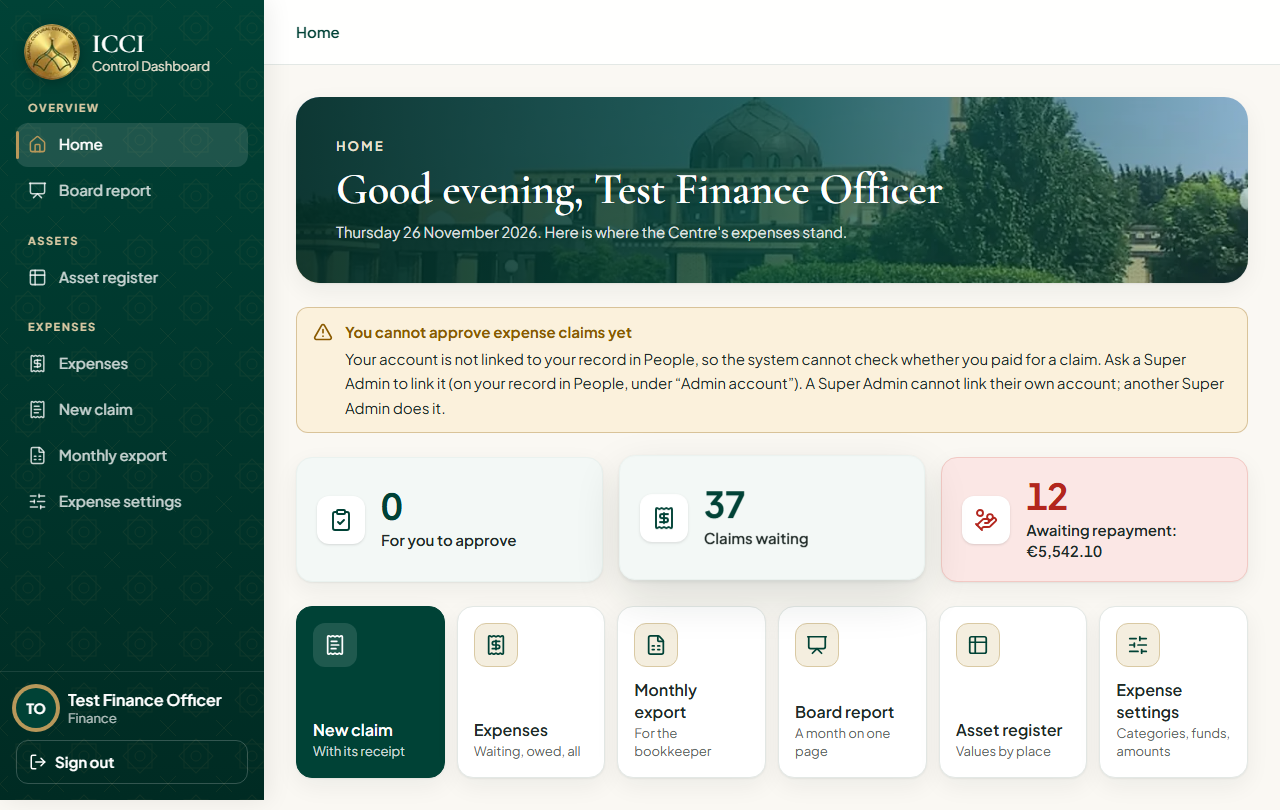 ICCI
Control Dashboard
OVERVIEW
Home
Board report
ASSETS
Asset register
EXPENSES
Expenses
New claim
Monthly export
Expense settings
TO
Test Finance Officer
Finance
Sign out
Home
HOME
Good evening, Test Finance Officer
Thursday 26 November 2026. Here is where the Centre's expenses stand.
You cannot approve expense claims yet
Your account is not linked to your record in People, so the system cannot check whether you paid for a claim. Ask a Super
Admin to link it (on your record in People, under “Admin account”). A Super Admin cannot link their own account; another Super
Admin does it.
0
For you to approve
37
Claims waiting
12
Awaiting repayment:
€5,542.10
New claim
With its receipt
Expenses
Waiting, owed, all
Monthly
export
For the
bookkeeper
Board report
A month on one
page
Asset register
Values by place
Expense
settings
Categories, funds,
amounts